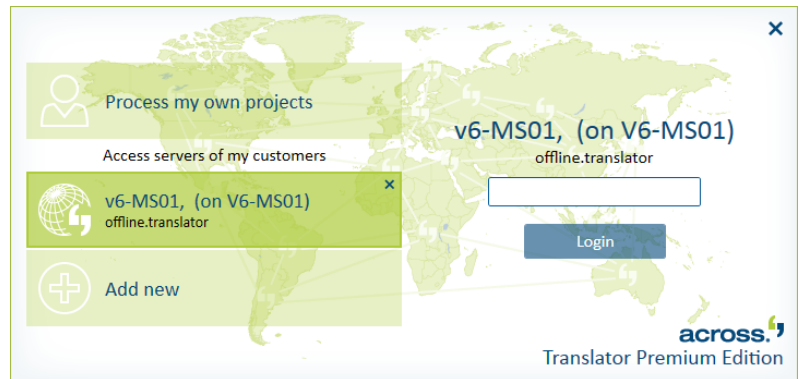 Process my own projects
Access servers of my customers
v6-MS01, (on V6-MS01)
offline.translator
Add new
v6-MS01, (on V6-MS01)
offline.translator
Login
across.
Translator Premium Edition